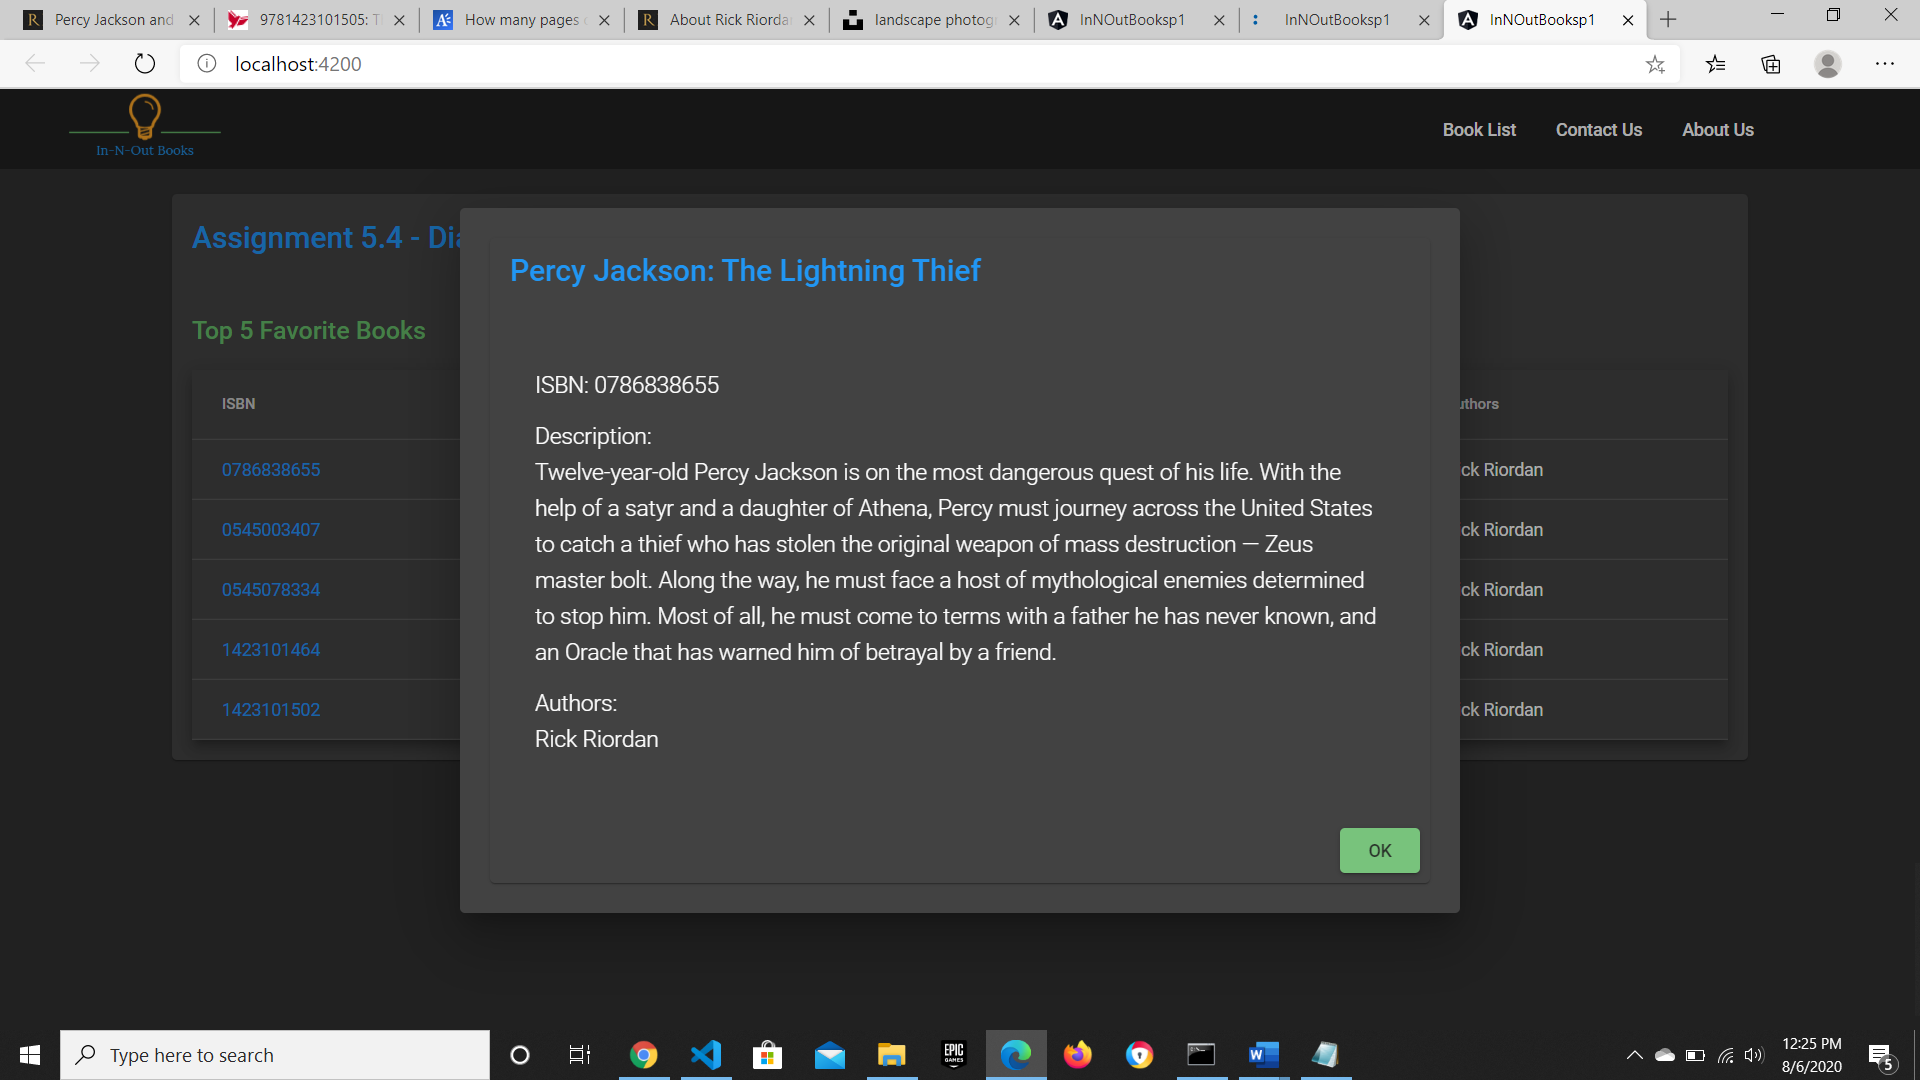 Percy Jackson and
9781423101505: T
How many pages
About Rick Riorda
landscape photog
InNOutBooksp1
InNOutBooksp1
InNOutBooksp1
localhost:4200
In-N-Out Books
Book List
Contact Us
About Us
Assignment 5.4 - Dia
Percy Jackson: The Lightning Thief
Top 5 Favorite Books
ISBN
uthors
0786838655
ck Riordan
0545003407
ck Riordan
0545078334
ck Riordan
1423101464
ck Riordan
1423101502
ck Riordan
ISBN: 0786838655
Description:
Twelve-year-old Percy Jackson is on the most dangerous quest of his life. With the
help of a satyr and a daughter of Athena, Percy must journey across the United States
to catch a thief who has stolen the original weapon of mass destruction — Zeus
master bolt. Along the way, he must face a host of mythological enemies determined
to stop him. Most of all, he must come to terms with a father he has never known, and
an Oracle that has warned him of betrayal by a friend.
Authors:
Rick Riordan
OK
Type here to search
EPIC
GAMES
12:25 PM
8/6/2020
5